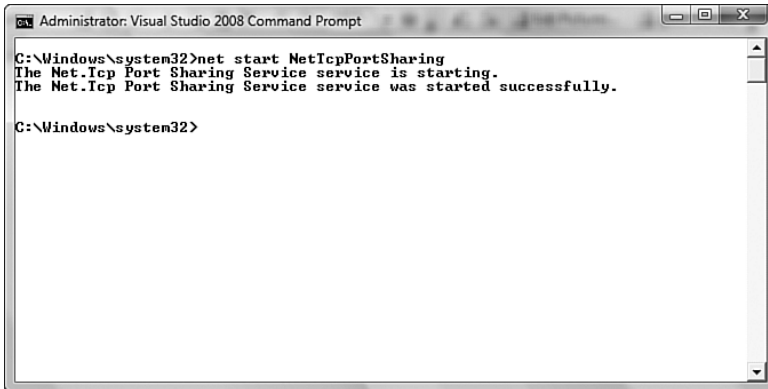 Administrator: Visual Studio 2008 Command Prompt
C:\Windows\system32>net start NetTcpPortSharing
The Net.Tcp Port Sharing Service service is starting.
The Net.Tcp Port Sharing Service service was started successfully.
C:\Windows\system32>